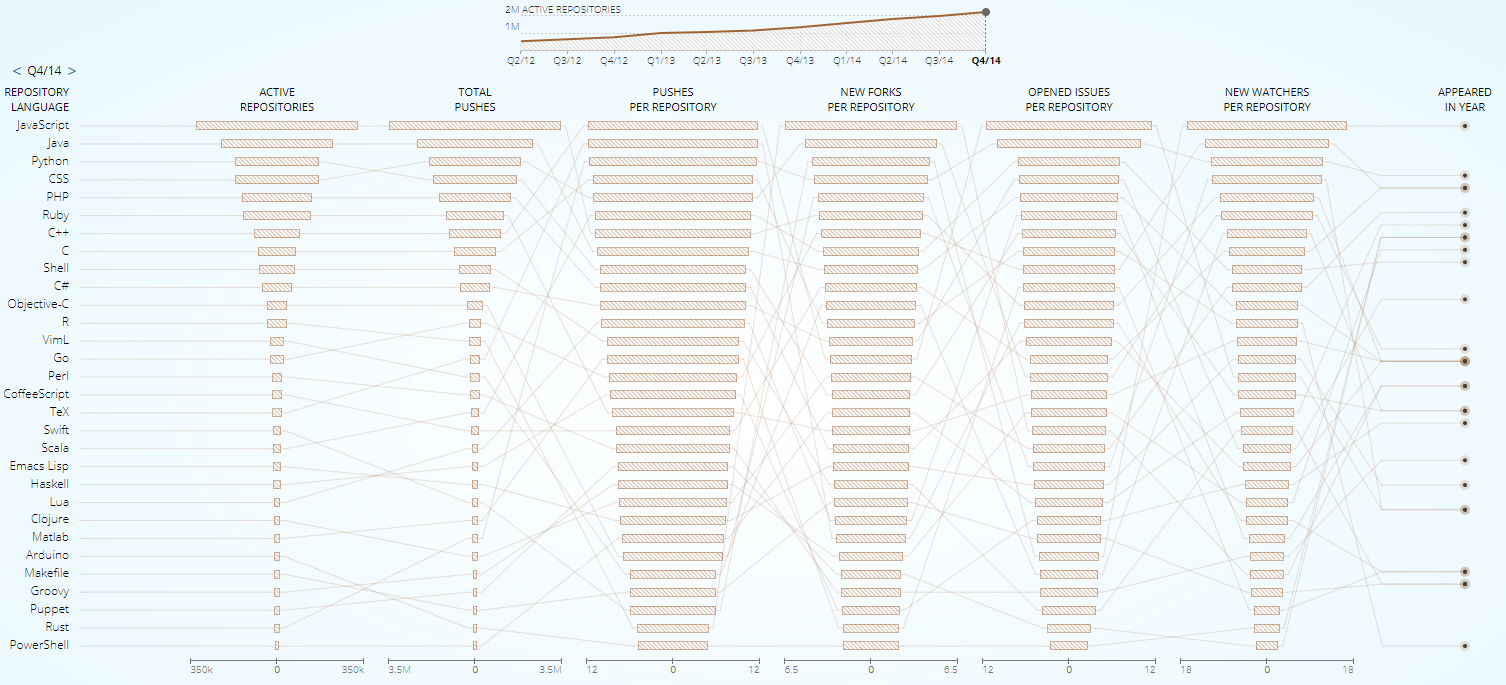 2M ACTIVE REPOSITORIES
1M
Q2/12 Q3/12 Q4/12 Q1/13 Q2/13 Q3/13 Q4/13 Q1/14 Q2/14 Q3/14 Q4/14
< Q4/14 >
REPOSITORY LANGUAGE
ACTIVE REPOSITORIES
TOTAL PUSHES
PUSHES PER REPOSITORY
NEW FORKS PER REPOSITORY
OPENED ISSUES PER REPOSITORY
NEW WATCHERS PER REPOSITORY
APPEARED IN YEAR
JavaScript
Java
Python
CSS
PHP
Ruby
C++
C
Shell
C#
Objective-C
R
VimL
Go
Perl
CoffeeScript
TeX
Swift
Scala
Emacs Lisp
Haskell
Lua
Clojure
Matlab
Arduino
Makefile
Groovy
Puppet
Rust
PowerShell
350k 0 350k 3.5M 0 3.5M 12 0 12 6.5 0 6.5 12 0 12 18 0 18